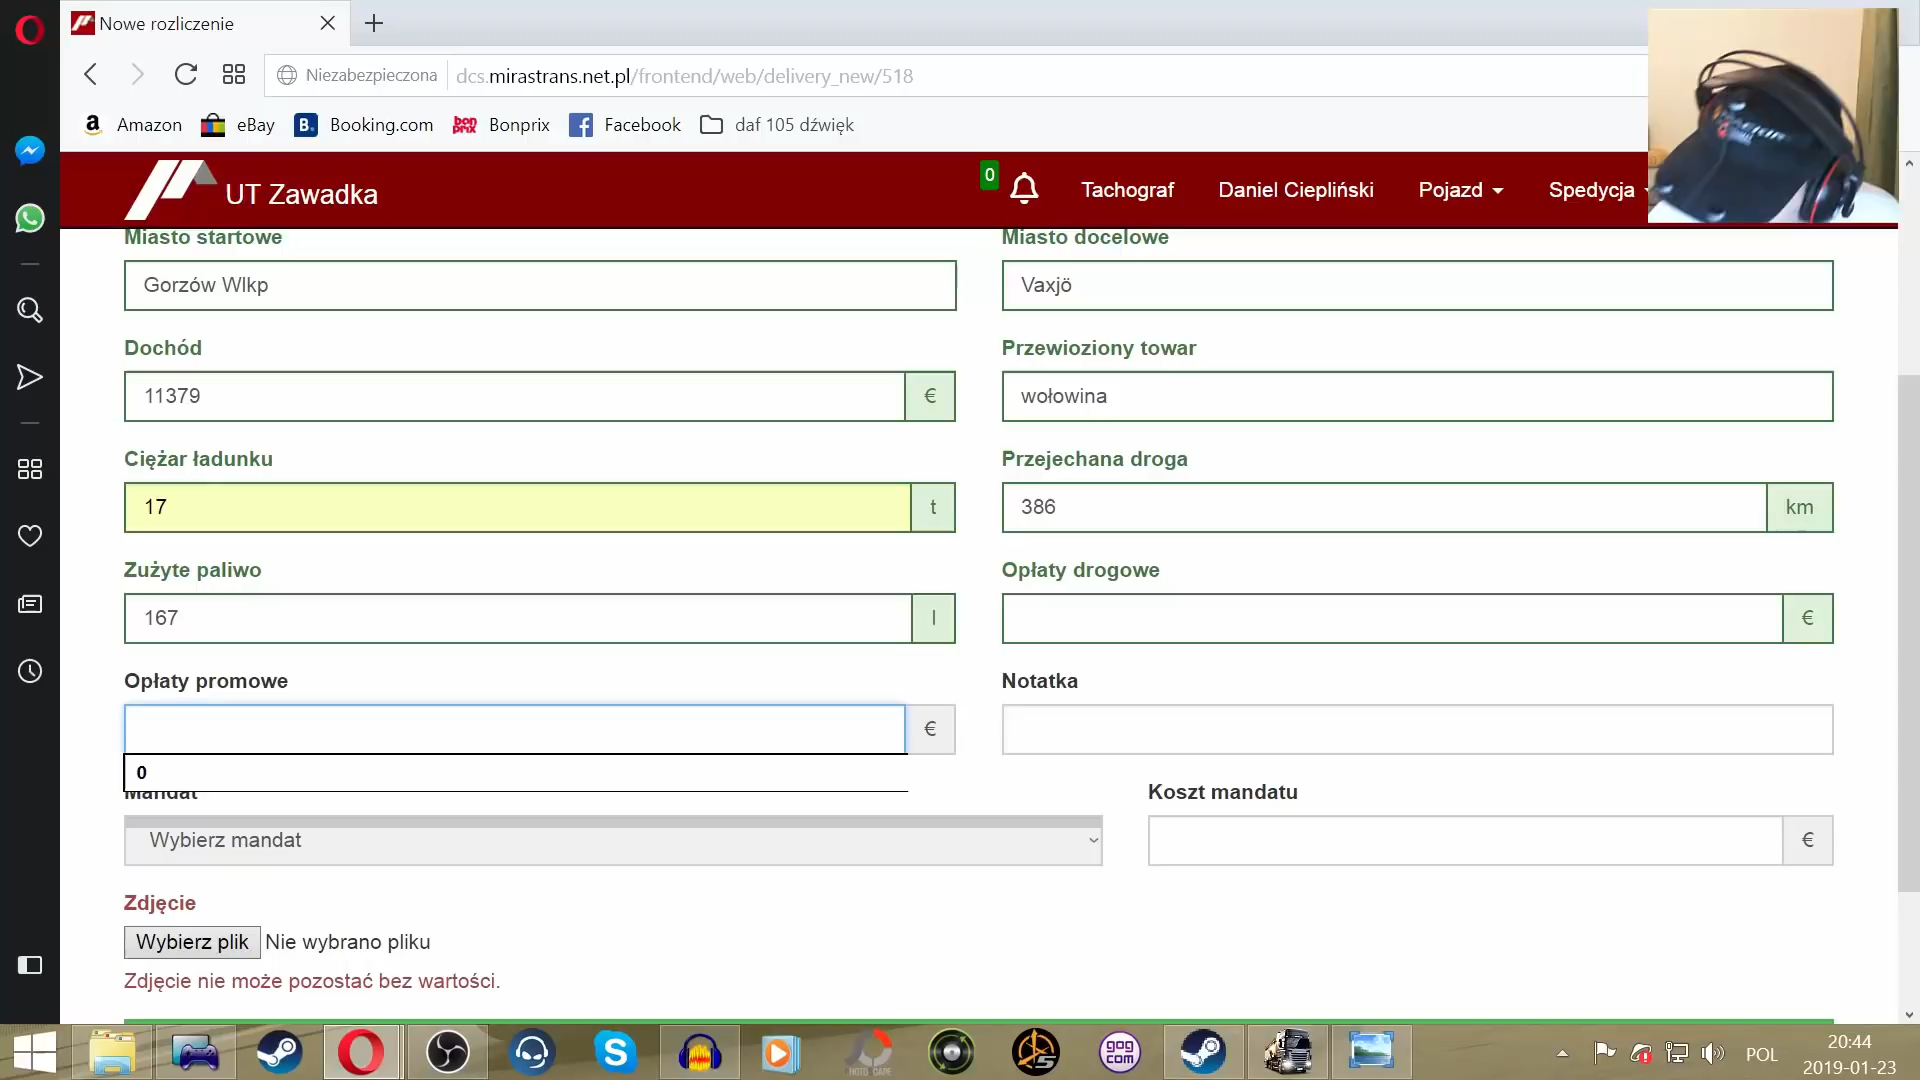 Nowe rozliczenie
Niezabezpieczona dcs.mirastrans.net.pl/frontend/web/delivery_new/518
Amazon eBay Booking.com Bonprix Facebook daf 105 dźwięk
UT Zawadka 0 Tachograf Daniel Ciepliński Pojazd Spedycja
Miasto startowe Miasto docelowe
Gorzów Wlkp Vaxjö
Dochód Przewioziony towar
11379 € wołowina
Ciężar ładunku Przejechana droga
17 t 386 km
Zużyte paliwo Opłaty drogowe
167 l €
Opłaty promowe Notatka
€
0
Mandat Koszt mandatu
Wybierz mandat €
Zdjęcie
Wybierz plik Nie wybrano pliku
Zdjęcie nie może pozostać bez wartości.
POL 20:44
2019-01-23